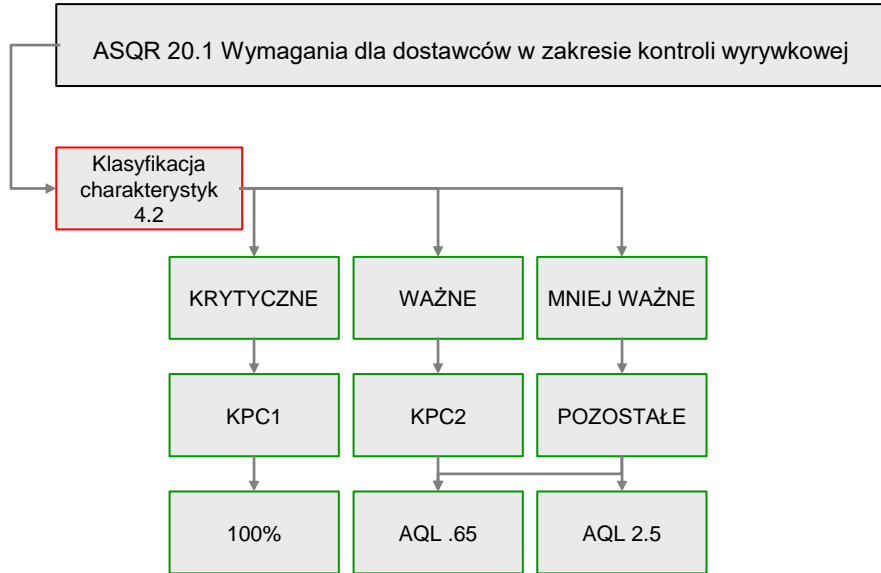 ASQR 20.1 Wymagania dla dostawców w zakresie kontroli wyrywkowej
Klasyfikacja
charakterystyk
4.2
KRYTYCZNE
WAŻNE
MNIEJ WAŻNE
KPC1
KPC2
POZOSTAŁE
100%
AQL .65
AQL 2.5